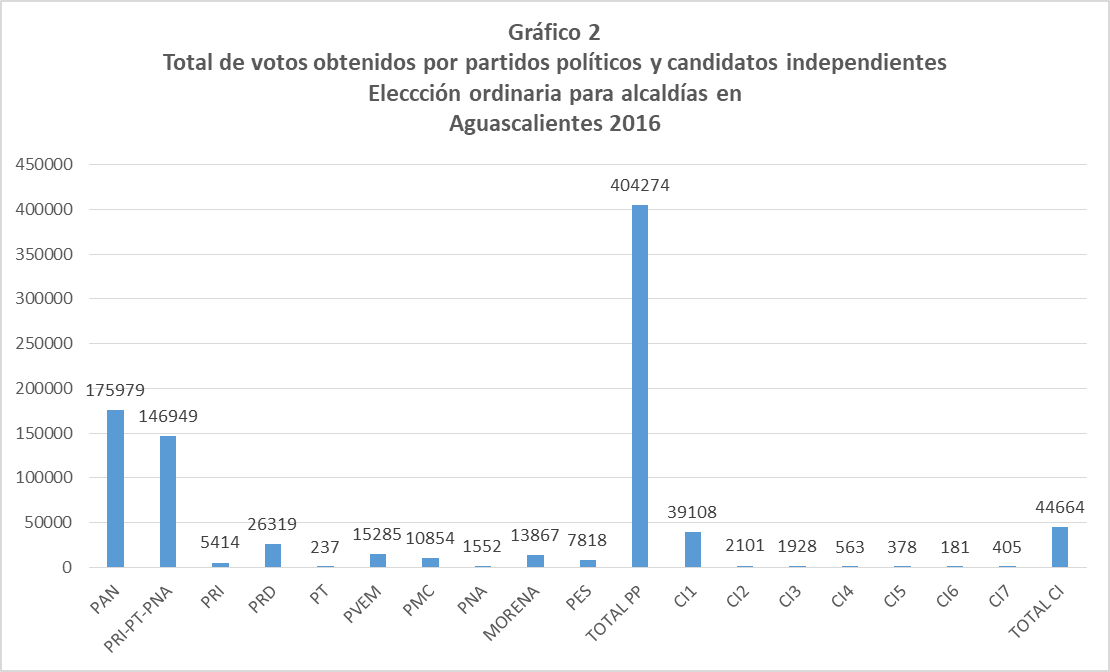 Gráfico 2
Total de votos obtenidos por partidos políticos y candidatos independientes
Eleccción ordinaria para alcaldías en
Aguascalientes 2016
450000
400000
350000
300000
250000
200000
150000
100000
50000
0
175979
146949
5414
26319
237
15285
10854
1552
13867
7818
404274
39108
2101
1928
563
378
181
405
44664
PAN
PRI-PT-PNA
PRI
PRD
PT
PVEM
PMC
PNA
MORENA
PES
TOTAL PP
CI1
CI2
CI3
CI4
CI5
CI6
CI7
TOTAL CI